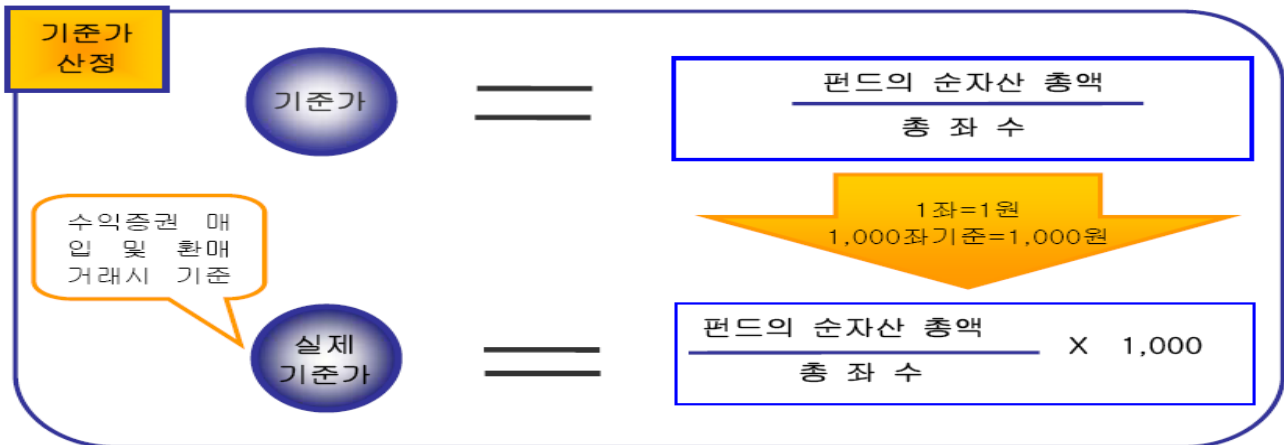 기준가
산정
기준가
펀드의 순자산 총액
총 좌 수
1좌=1원
1,000좌기준=1,000원
수익증권 매
입 및 환매
거래시 기준
실제
기준가
펀드의 순자산 총액
총 좌 수
X 1,000